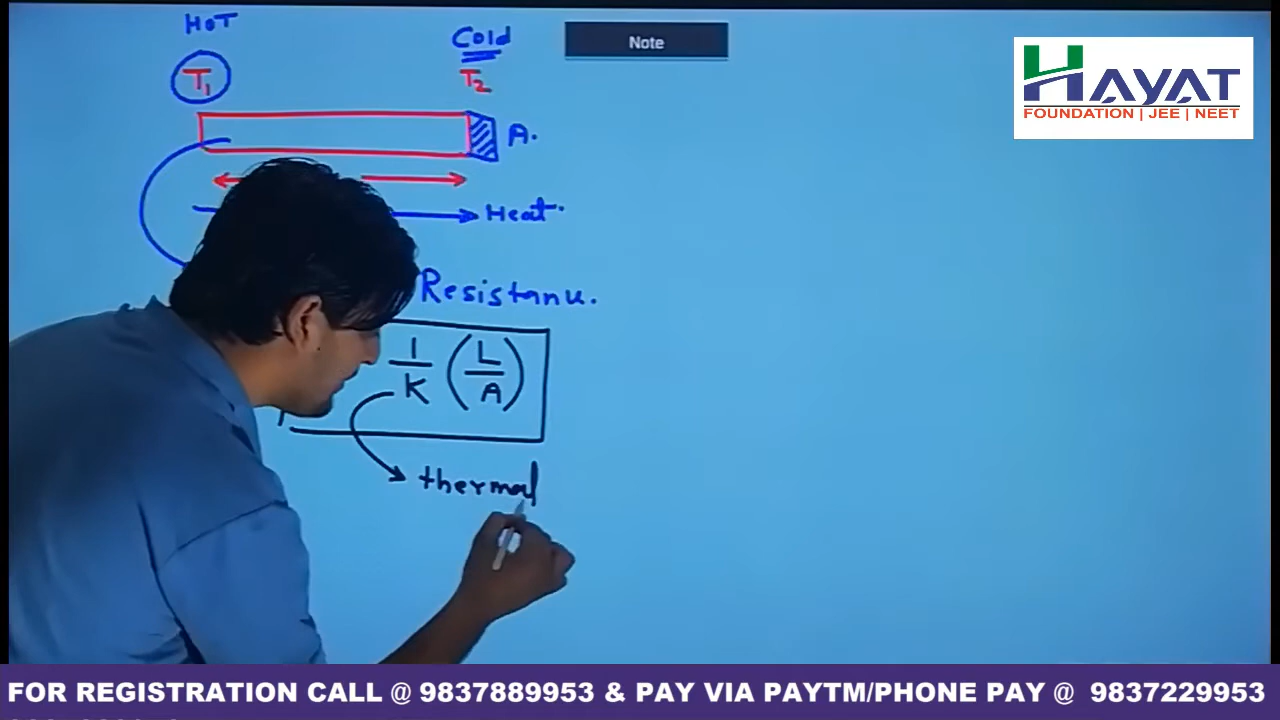 HOT
Cold
Note
T1
T2
HAYAT
FOUNDATION | JEE | NEET
A.
Heat.
Resistanu.
1/K (L/A)
thermal
FOR REGISTRATION CALL @ 9837889953 & PAY VIA PAYTM/PHONE PAY @ 9837229953